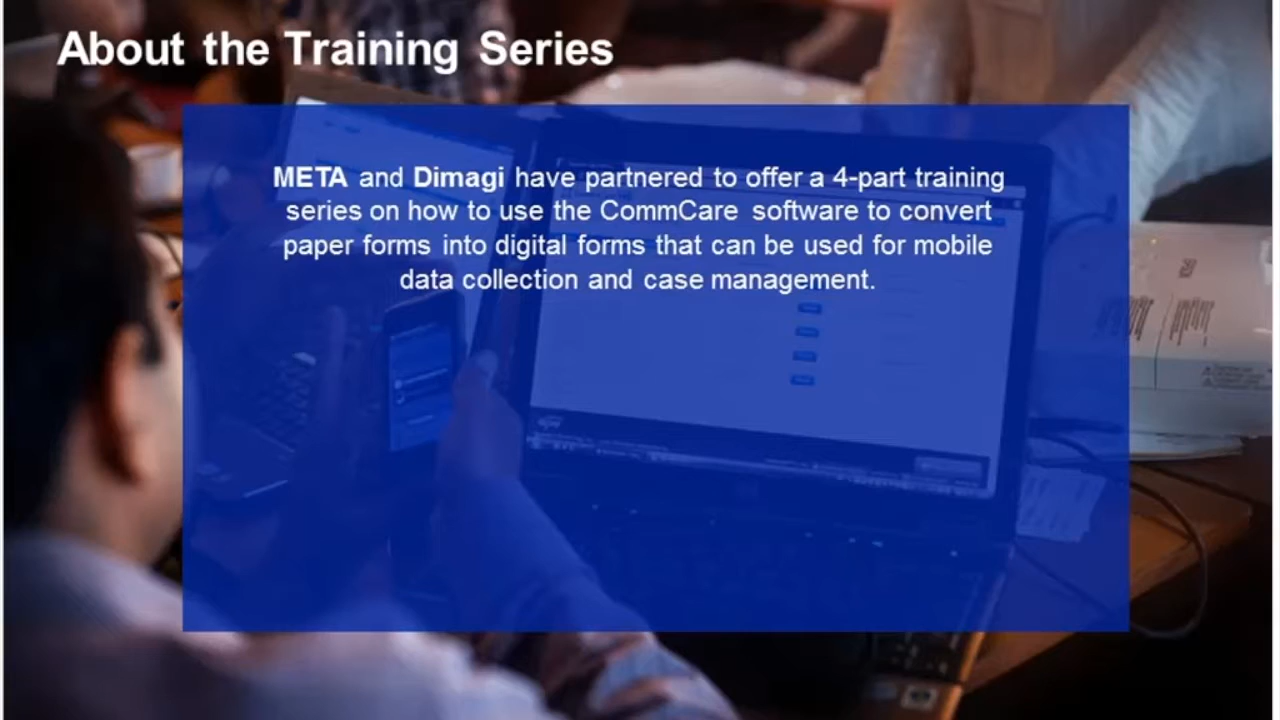 About the Training Series
META and Dimagi have partnered to offer a 4-part training
series on how to use the CommCare software to convert
paper forms into digital forms that can be used for mobile
data collection and case management.